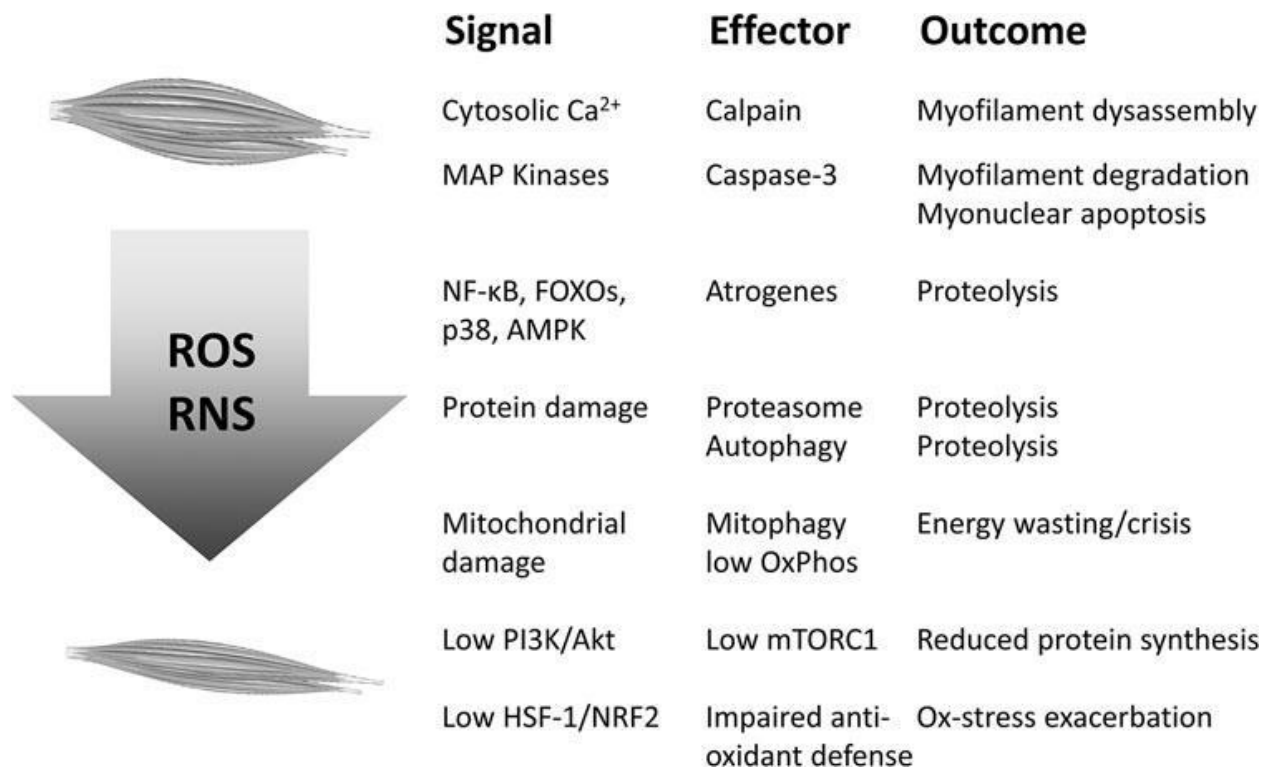 Signal Effector Outcome
Cytosolic Ca²⁺ Calpain Myofilament dysassembly
MAP Kinases Caspase-3 Myofilament degradation
Myonuclear apoptosis
NF-κB, FOXOs, Atrogenes Proteolysis
p38, AMPK
ROS
RNS
Protein damage Proteasome Proteolysis
Autophagy Proteolysis
Mitochondrial Mitophagy Energy wasting/crisis
damage low OxPhos
Low PI3K/Akt Low mTORC1 Reduced protein synthesis
Low HSF-1/NRF2 Impaired anti- Ox-stress exacerbation
oxidant defense